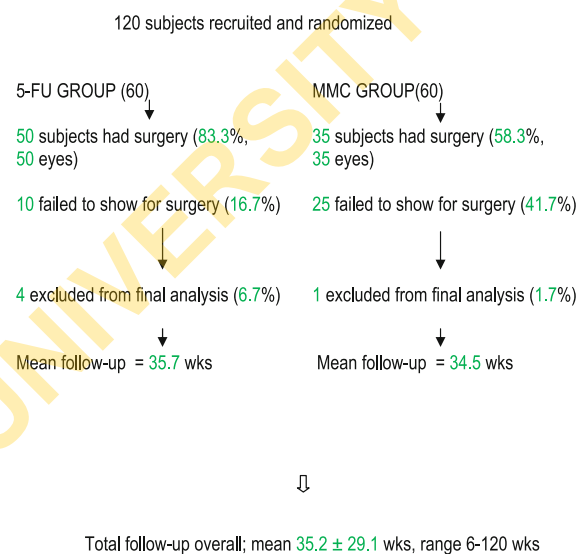 120 subjects recruited and randomized
5-FU GROUP (60)
50 subjects had surgery (83.3%,
50 eyes)
10 failed to show for surgery (16.7%)
4 excluded from final analysis (6.7%)
Mean follow-up = 35.7 wks
MMC GROUP(60)
35 subjects had surgery (58.3%,
35 eyes)
25 failed to show for surgery (41.7%)
1 excluded from final analysis (1.7%)
Mean follow-up = 34.5 wks
Total follow-up overall; mean 35.2 ± 29.1 wks, range 6-120 wks
UNIVERSITY